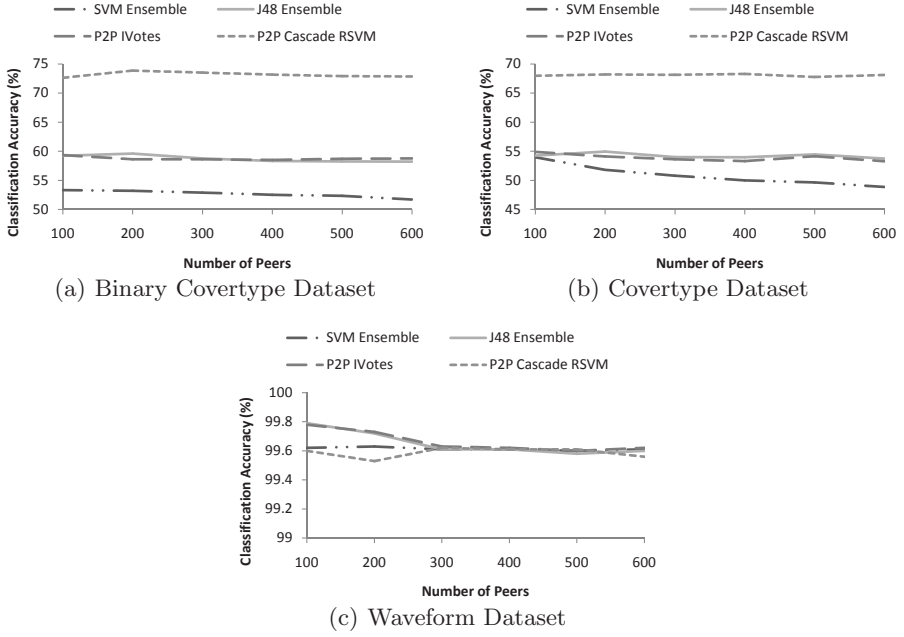 SVM Ensemble J48 Ensemble
P2P IVotes P2P Cascade RSVM
Classification Accuracy (%)
75
70
65
60
55
50
100 200 300 400 500 600
Number of Peers
(a) Binary Covertype Dataset
SVM Ensemble J48 Ensemble
P2P IVotes P2P Cascade RSVM
Classification Accuracy (%)
70
65
60
55
50
45
100 200 300 400 500 600
Number of Peers
(b) Covertype Dataset
SVM Ensemble J48 Ensemble
P2P IVotes P2P Cascade RSVM
Classification Accuracy (%)
100
99.8
99.6
99.4
99.2
99
100 200 300 400 500 600
Number of Peers
(c) Waveform Dataset